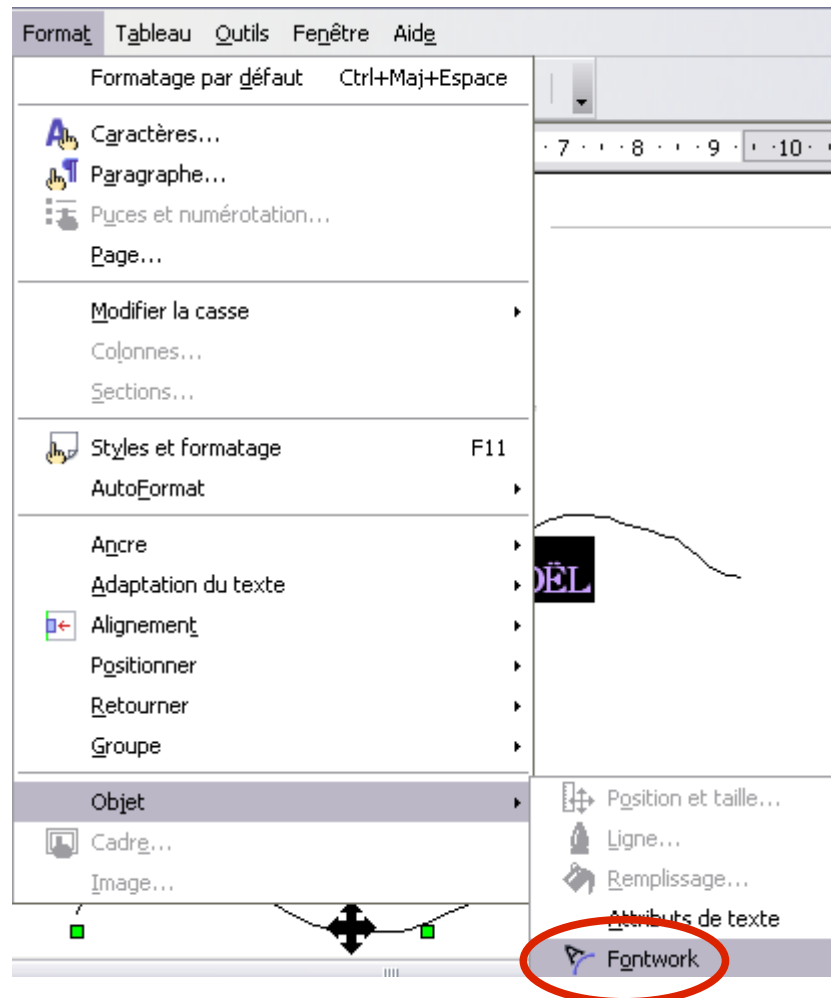 Format Tableau Outils Fenêtre Aide
Formatage par défaut Ctrl+Maj+Espace
Caractères...
7 8 9 10
Paragraphe...
Puces et numérotation...
Page...
Modifier la casse
Colonnes...
Sections...
Styles et formatage F11
AutoFormat
Ancre
Adaptation du texte
ËL
Alignement
Positionner
Retourner
Groupe
Objet
Position et taille...
Cadre...
Ligne...
Image...
Remplissage...
Attributs de texte
Fontwork